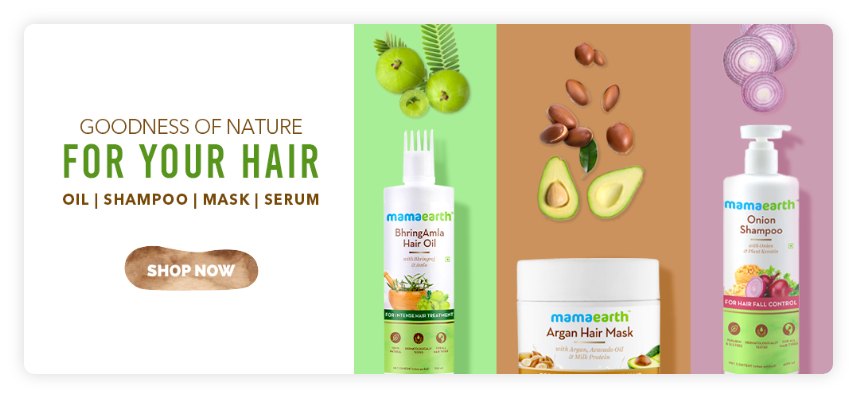 GOODNESS OF NATURE
FOR YOUR HAIR
OIL | SHAMPOO | MASK | SERUM
SHOP NOW
mamaearth
BhringAmla
Hair Oil
with Bhringraj
& Amla
FOR INTENSE HAIR TREATMENT
mamaearth
Argan Hair Mask
with Argan, Avocado Oil
& Milk Protein
mamaearth
Onion
Shampoo
with Onion
& Plant Keratin
FOR HAIR FALL CONTROL